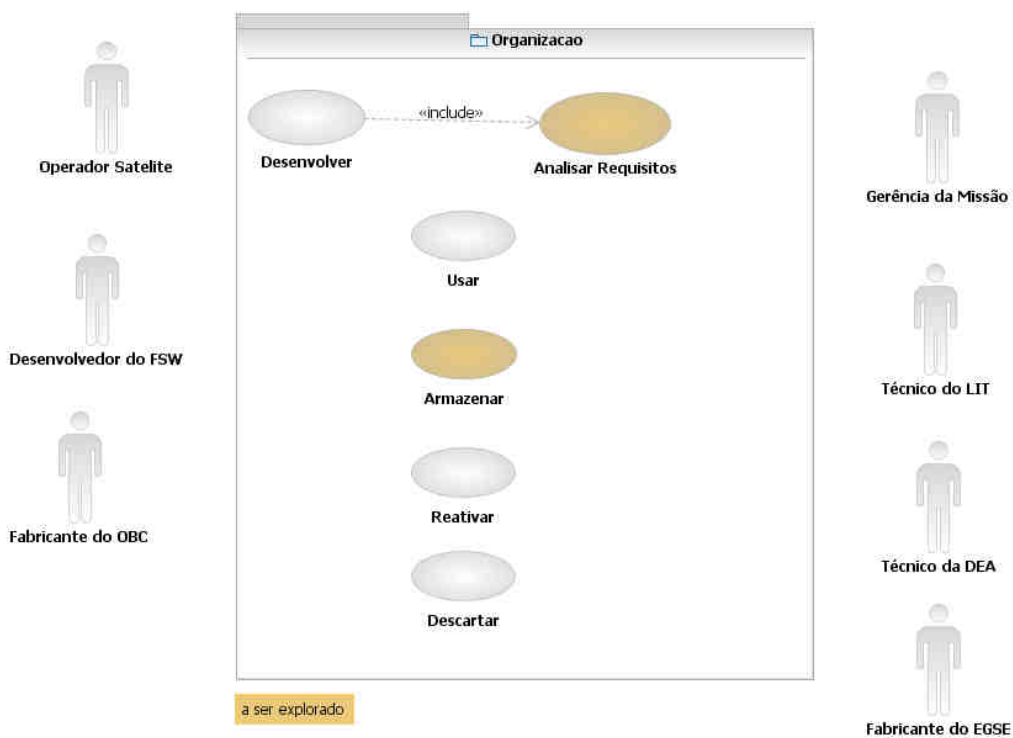 Organizacao
«include»
Desenvolver
Analisar Requisitos
Usar
Armazenar
Reativar
Descartar
Operador Satelite
Desenvolvedor do FSW
Fabricante do OBC
Gerência da Missão
Técnico do LIT
Técnico da DEA
Fabricante do EGSE
a ser explorado